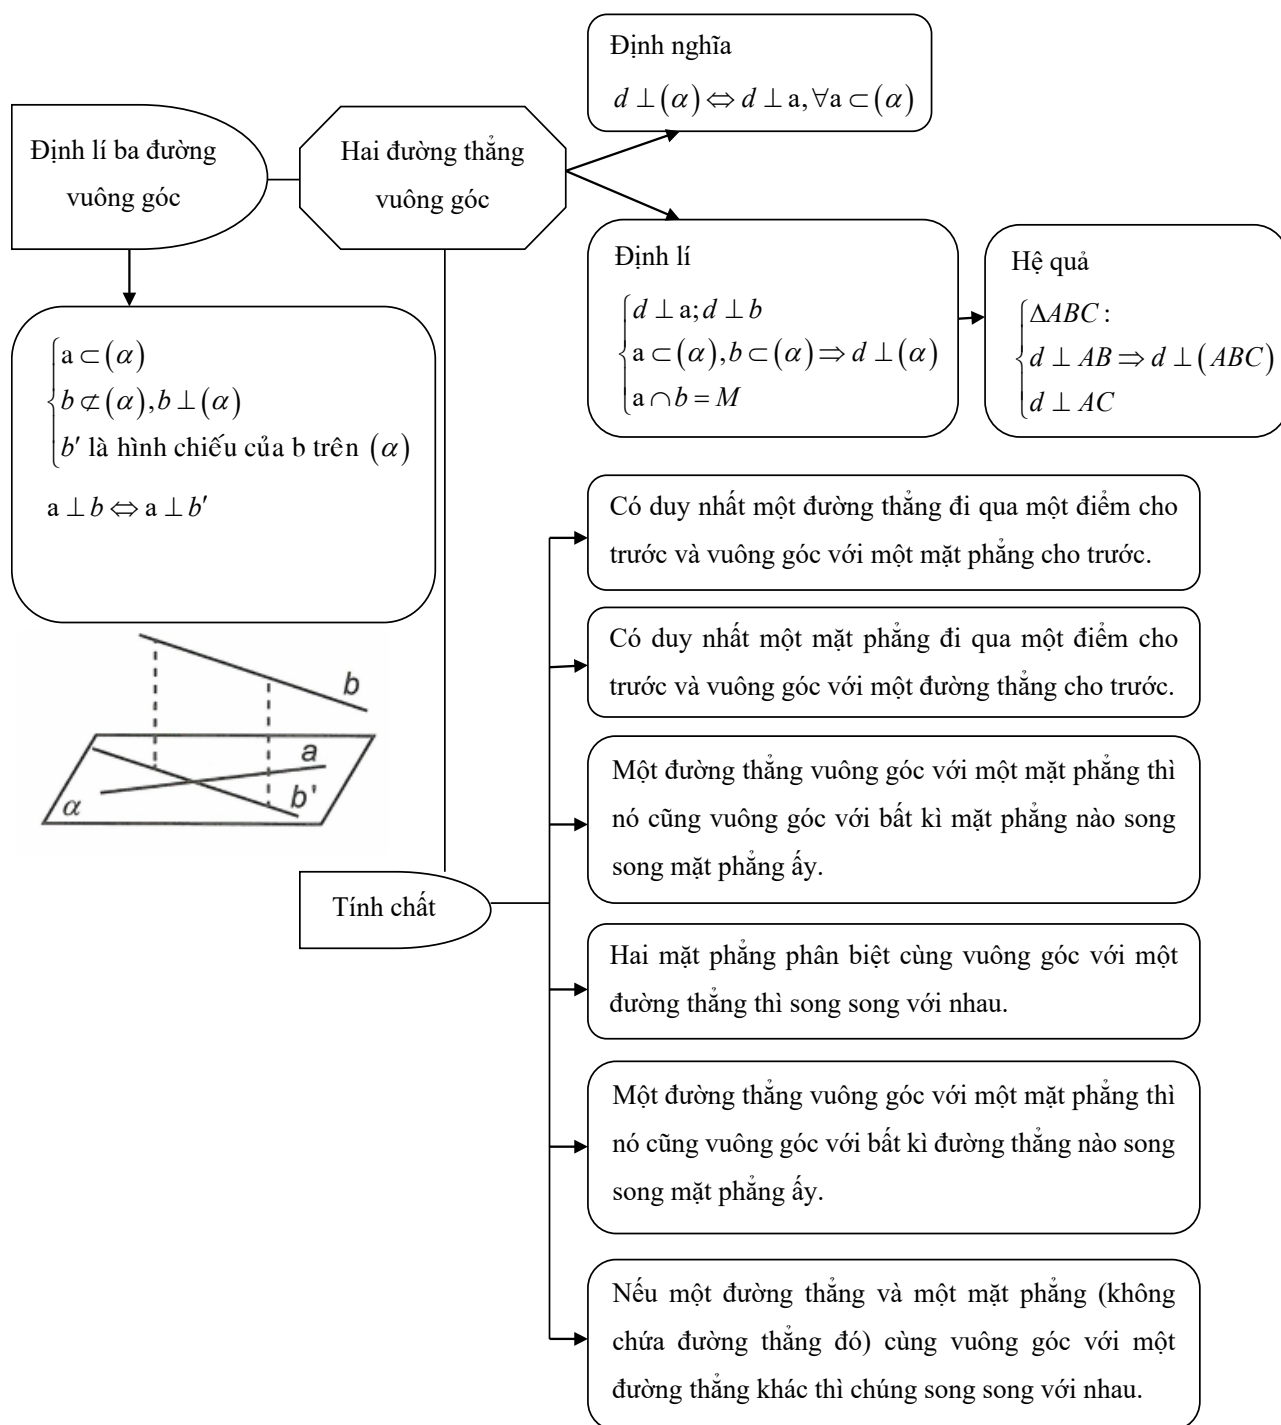 Định nghĩa
d ⊥ (α) ⇔ d ⊥ a, ∀a ⊂ (α)
Định lí ba đường
vuông góc
Hai đường thẳng
vuông góc
Định lí
{d ⊥ a; d ⊥ b
a ⊂ (α), b ⊂ (α) ⇒ d ⊥ (α)
a ∩ b = M
Hệ quả
{ΔABC :
d ⊥ AB ⇒ d ⊥ (ABC)
d ⊥ AC
{a ⊂ (α)
b ⊄ (α), b ⊥ (α)
b′ là hình chiếu của b trên (α)
a ⊥ b ⇔ a ⊥ b′
b
a
b'
α
Tính chất
Có duy nhất một đường thẳng đi qua một điểm cho
trước và vuông góc với một mặt phẳng cho trước.
Có duy nhất một mặt phẳng đi qua một điểm cho
trước và vuông góc với một đường thẳng cho trước.
Một đường thẳng vuông góc với một mặt phẳng thì
nó cũng vuông góc với bất kì mặt phẳng nào song
song mặt phẳng ấy.
Hai mặt phẳng phân biệt cùng vuông góc với một
đường thẳng thì song song với nhau.
Một đường thẳng vuông góc với một mặt phẳng thì
nó cũng vuông góc với bất kì đường thẳng nào song
song mặt phẳng ấy.
Nếu một đường thẳng và một mặt phẳng (không
chứa đường thẳng đó) cùng vuông góc với một
đường thẳng khác thì chúng song song với nhau.